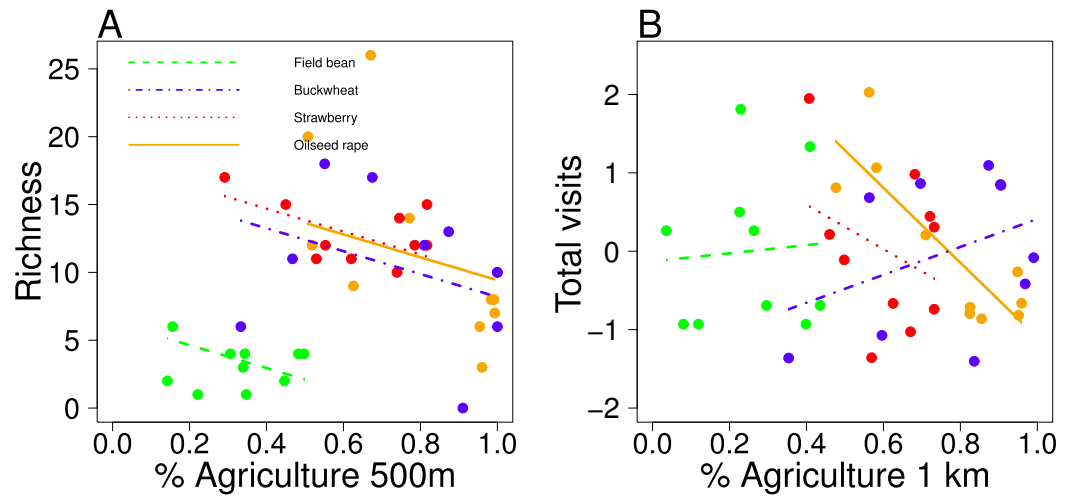 A
Richness
25
20
15
10
5
0
Field bean
Buckwheat
Strawberry
Oilseed rape
0.0 0.2 0.4 0.6 0.8 1.0
% Agriculture 500m
B
Total visits
2
1
0
−1
−2
0.0 0.2 0.4 0.6 0.8 1.0
% Agriculture 1 km